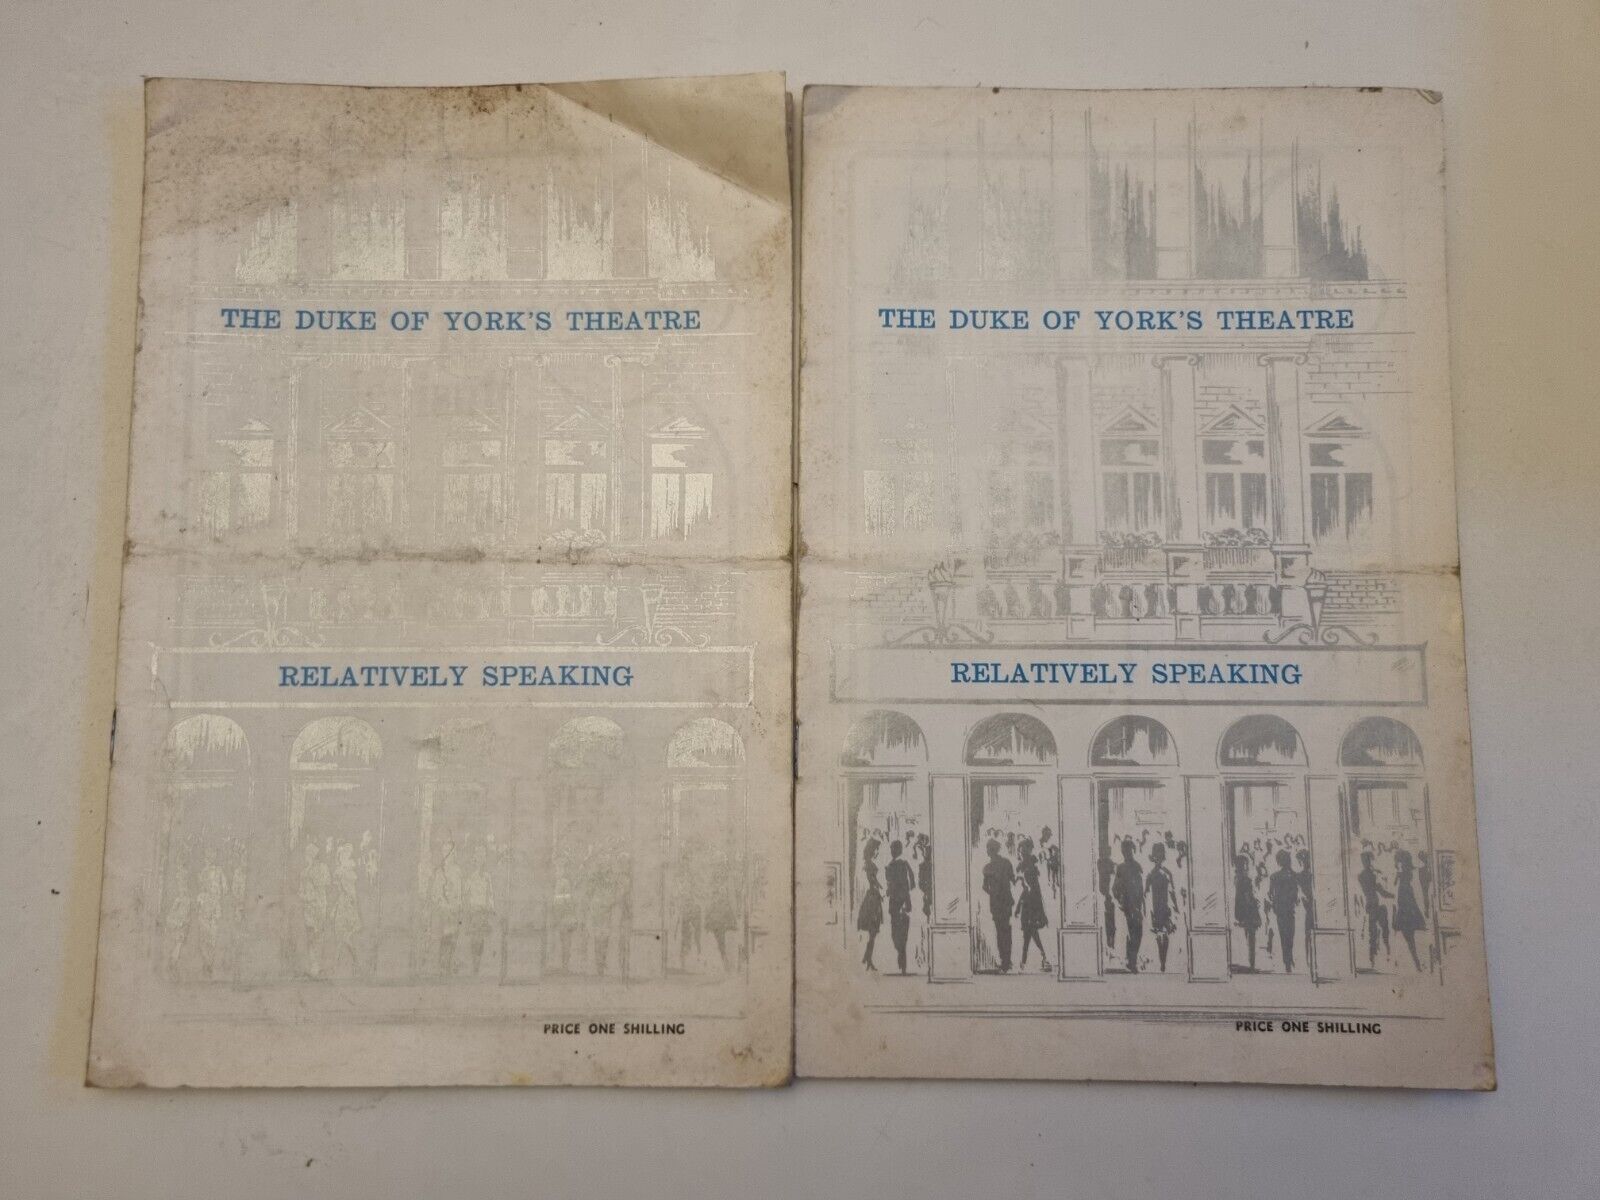 THE DUKE OF YORK'S THEATRE
RELATIVELY SPEAKING
PRICE ONE SHILLING
THE DUKE OF YORK'S THEATRE
RELATIVELY SPEAKING
PRICE ONE SHILLING